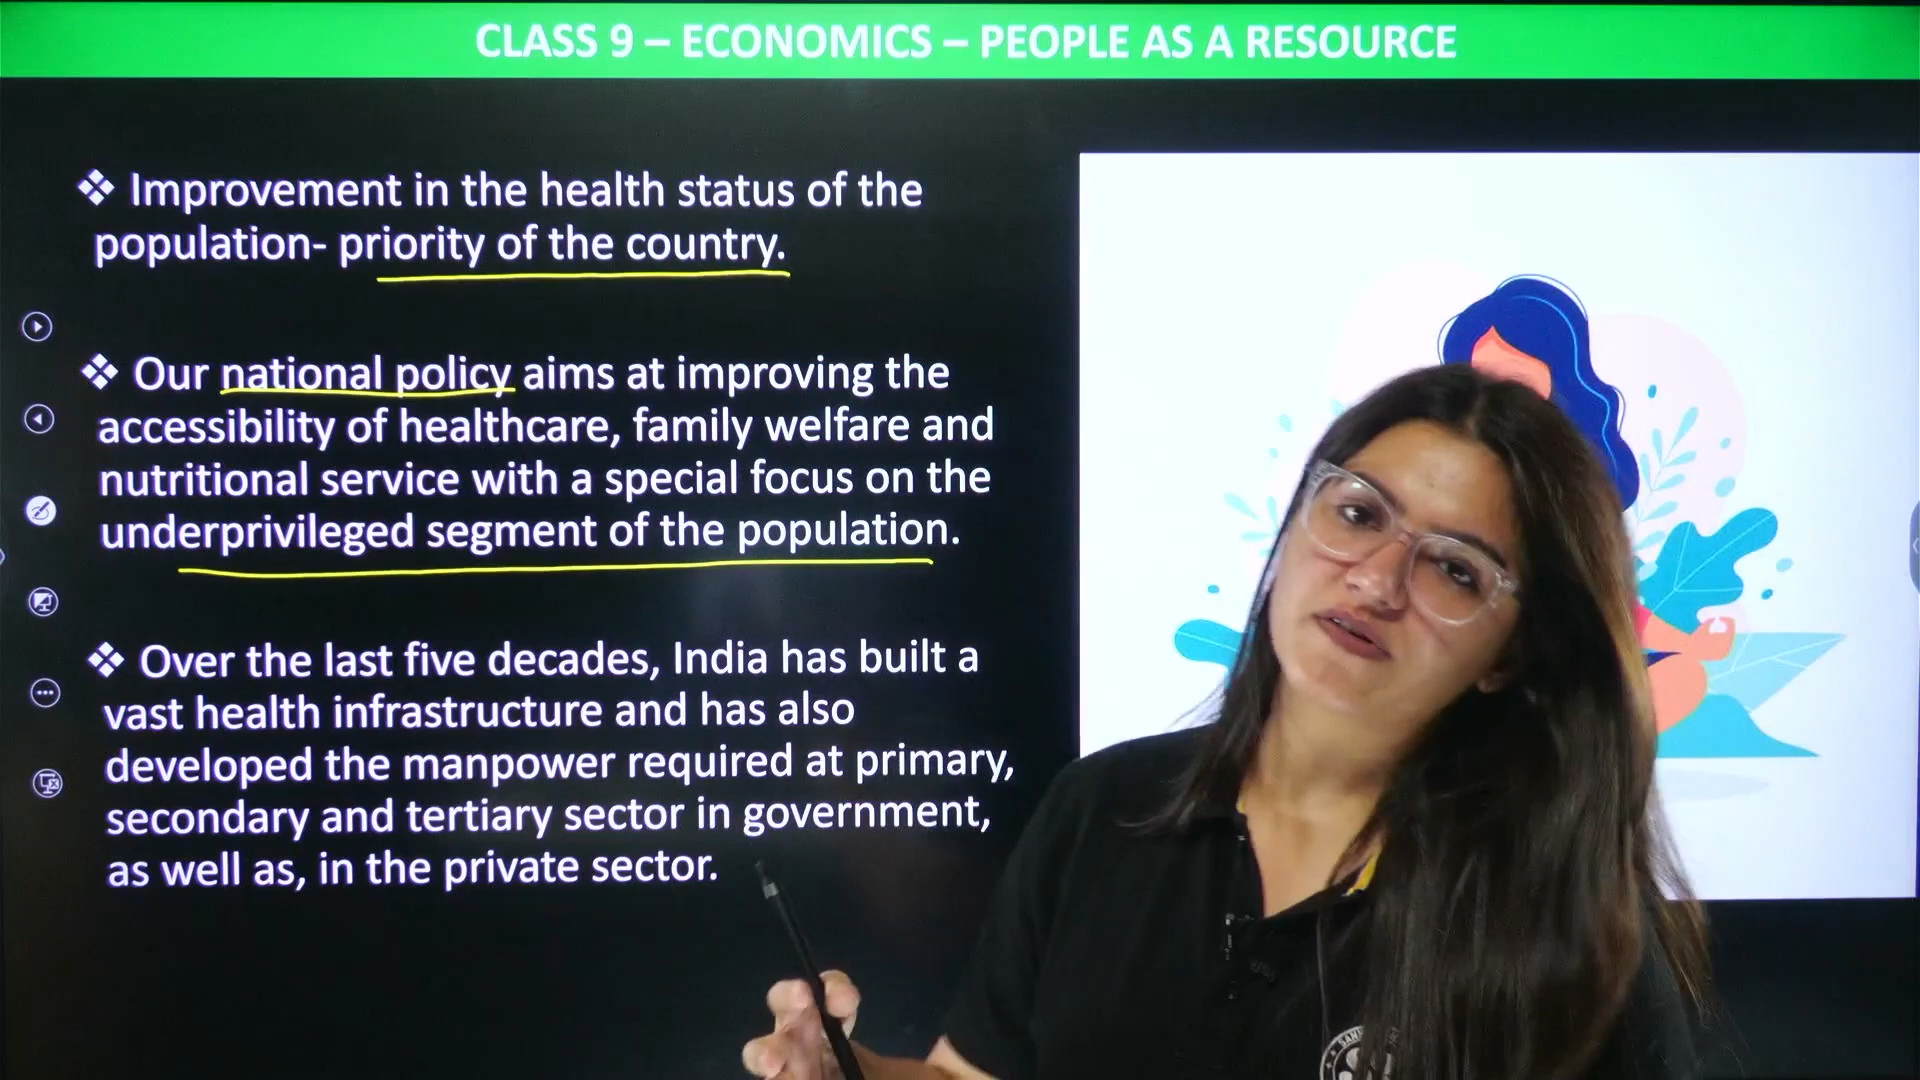 CLASS 9 – ECONOMICS – PEOPLE AS A RESOURCE
❖ Improvement in the health status of the
population- priority of the country.
❖ Our national policy aims at improving the
accessibility of healthcare, family welfare and
nutritional service with a special focus on the
underprivileged segment of the population.
❖ Over the last five decades, India has built a
vast health infrastructure and has also
developed the manpower required at primary,
secondary and tertiary sector in government,
as well as, in the private sector.